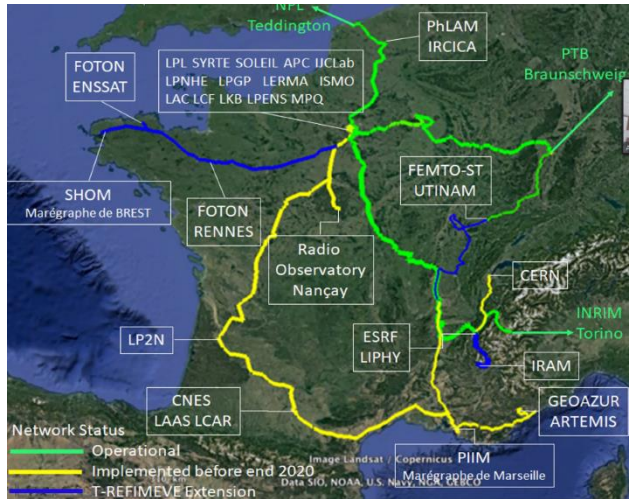 NPL
Teddington
PhLAM
IRCICA
PTB
Braunschweig
LPL SYRTE SOLEIL APC IJCLab
LPNHE LPGP LERMA ISMO
LAC LCF LKB LPENS MPQ
FOTON
ENSSAT
SHOM
Marégraphe de BREST
FOTON
RENNES
FEMTO-ST
UTINAM
Radio
Observatory
Nançay
CERN
LP2N
ESRF
LIPHY
INRIM
Torino
IRAM
CNES
LAAS LCAR
GEOAZUR
ARTEMIS
Network Status
Operational
Implemented before end 2020
T-REFIMEVE Extension
PIIM
Marégraphe de Marseille
Image Landsat / Copernicus
Data SIO, NOAA, U.S. Navy, NGA, GEBCO